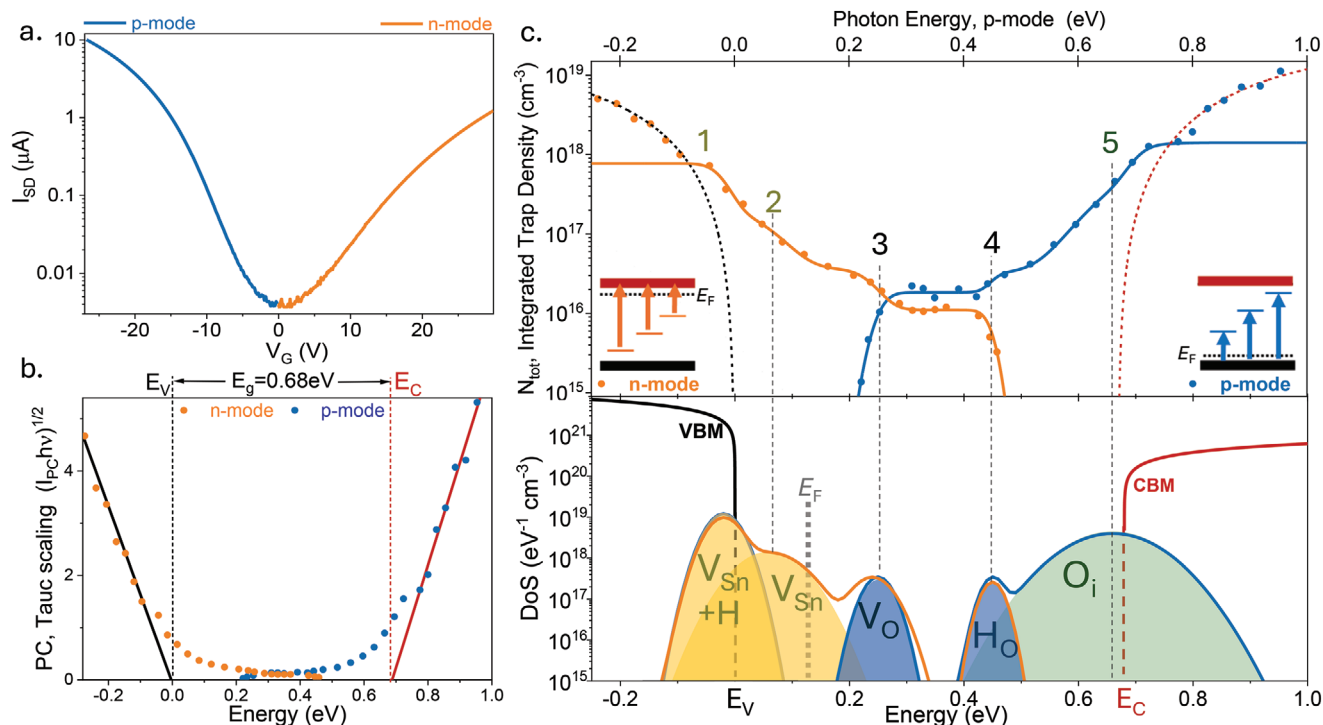 a.
p-mode
n-mode
I_SD (μA)
10
1
0.1
0.01
-20
-10
0
10
20
V_G (V)
b.
E_V
E_g=0.68eV
E_C
n-mode
p-mode
PC, Tauc scaling (I_PC hν)^1/2
4
2
0
-0.2
0.0
0.2
0.4
0.6
0.8
1.0
Energy (eV)
c.
Photon Energy, p-mode (eV)
-0.2
0.0
0.2
0.4
0.6
0.8
1.0
N_tot, Integrated Trap Density (cm^-3)
10^19
10^18
10^17
10^16
10^15
1
2
3
4
5
E_F
n-mode
E_F
p-mode
DoS (eV^-1 cm^-3)
10^21
10^20
10^19
10^18
10^17
10^16
10^15
VBM
E_F
CBM
V_Sn
+H
V_Sn
V_O
H_O
O_i
-0.2
E_V
0.2
0.4
E_C
0.8
1.0
Energy (eV)